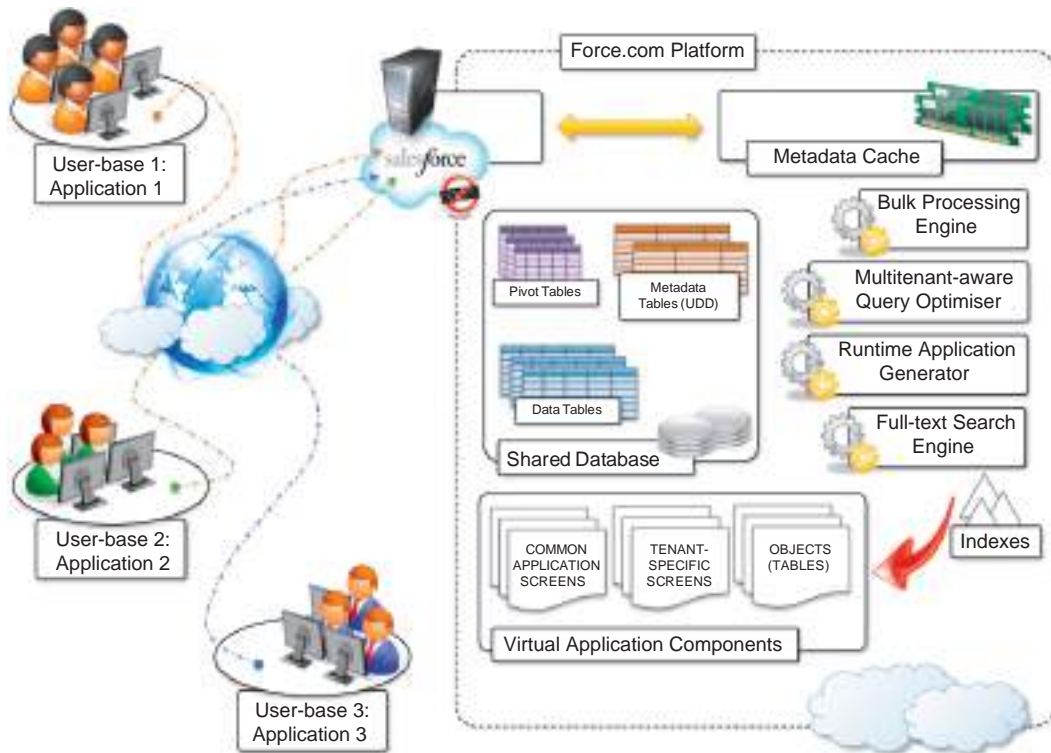 Force.com Platform
salesforce
Metadata Cache
User-base 1:
Application 1
Bulk Processing
Engine
Pivot Tables
Metadata
Tables (UDD)
Multitenant-aware
Query Optimiser
Runtime Application
Generator
Data Tables
Full-text Search
Engine
Shared Database
User-base 2:
Application 2
Indexes
COMMON
APPLICATION
SCREENS
TENANT-
SPECIFIC
SCREENS
OBJECTS
(TABLES)
Virtual Application Components
User-base 3:
Application 3